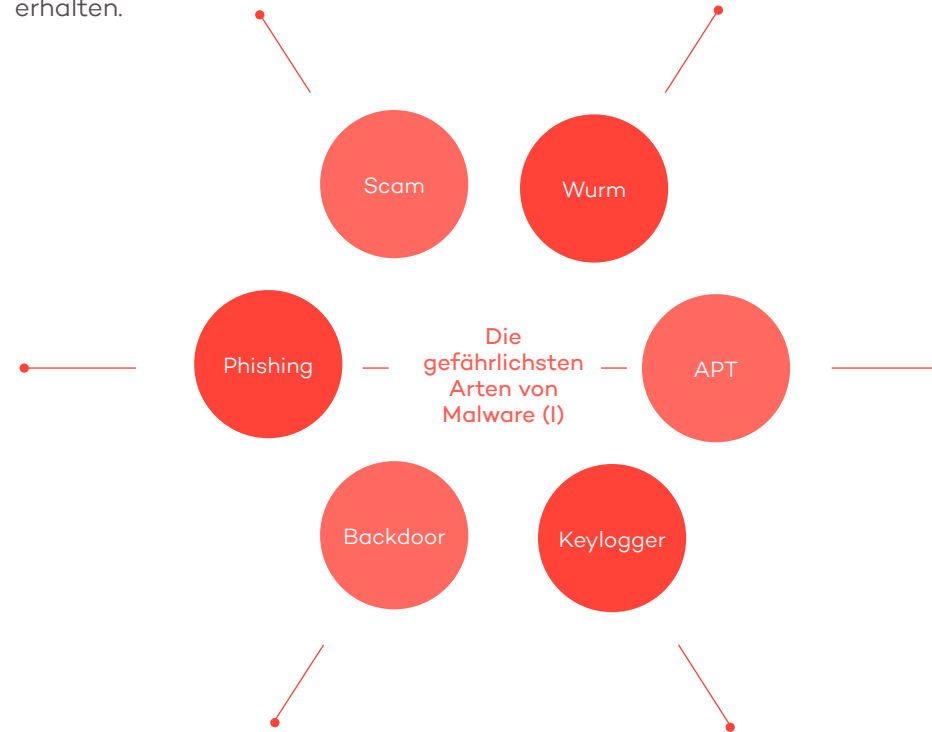 erhalten.
Scam
Wurm
Phishing
Die
gefährlichsten
Arten von
Malware (I)
APT
Backdoor
Keylogger